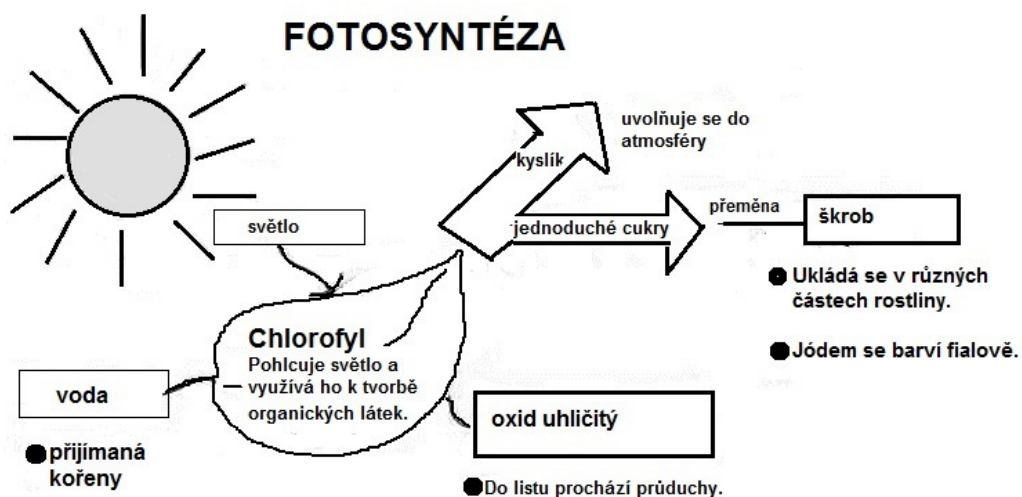 FOTOSYNTÉZA
uvolňuje se do
atmosféry
kyslík
světlo
jednoduché cukry
přeměna
škrob
Ukládá se v různých
částech rostliny.
Jódem se barví fialově.
Chlorofyl
Pohlcuje světlo a
využívá ho k tvorbě
organických látek.
voda
přijímaná
kořeny
oxid uhličitý
Do listu prochází průduchy.